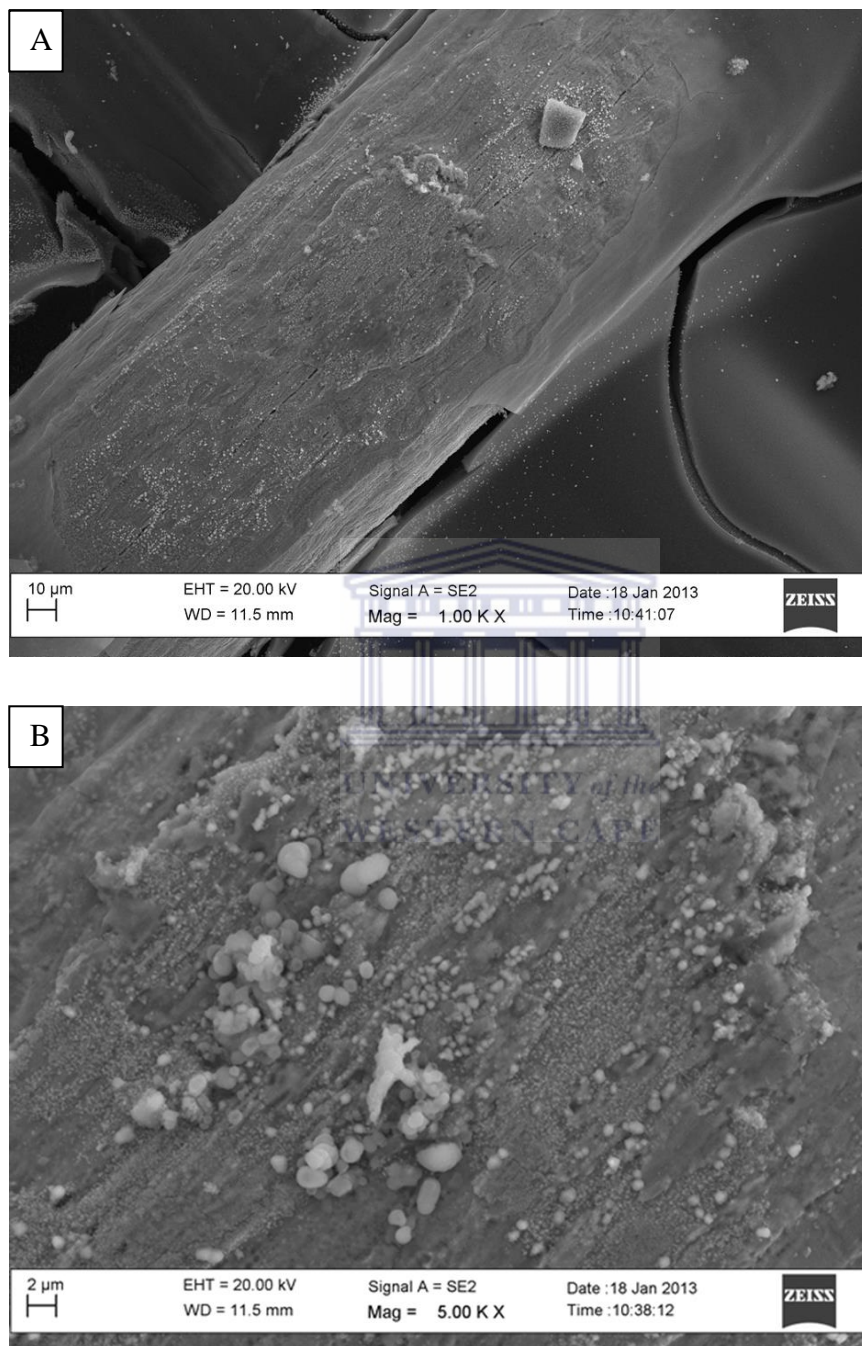 A
10 µm
EHT = 20.00 kV
Signal A = SE2
Date :18 Jan 2013
WD = 11.5 mm
Mag = 1.00 K X
Time :10:41:07
ZEISS
B
UNIVERSITY of the
WESTERN CAPE
2 µm
EHT = 20.00 kV
Signal A = SE2
Date :18 Jan 2013
WD = 11.5 mm
Mag = 5.00 K X
Time :10:38:12
ZEISS